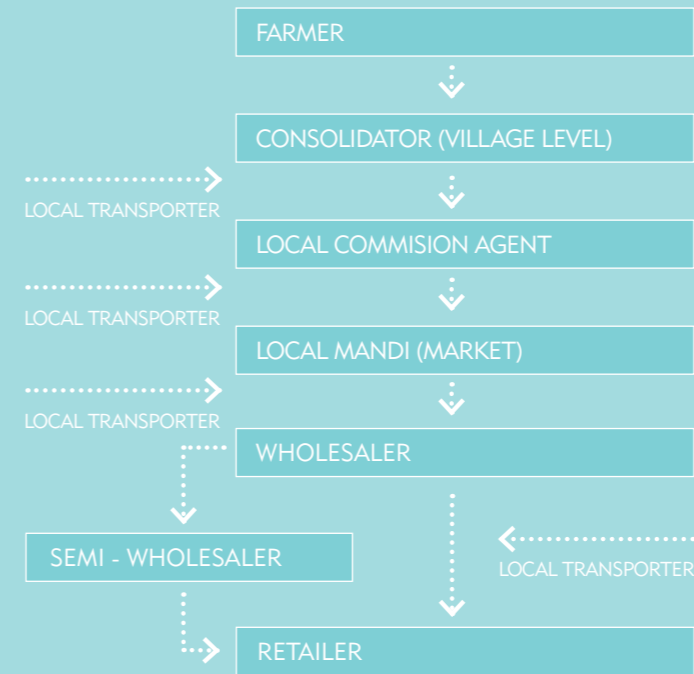 FARMER
CONSOLIDATOR (VILLAGE LEVEL)
LOCAL TRANSPORTER
LOCAL COMMISION AGENT
LOCAL TRANSPORTER
LOCAL MANDI (MARKET)
LOCAL TRANSPORTER
WHOLESALER
SEMI - WHOLESALER
LOCAL TRANSPORTER
RETAILER